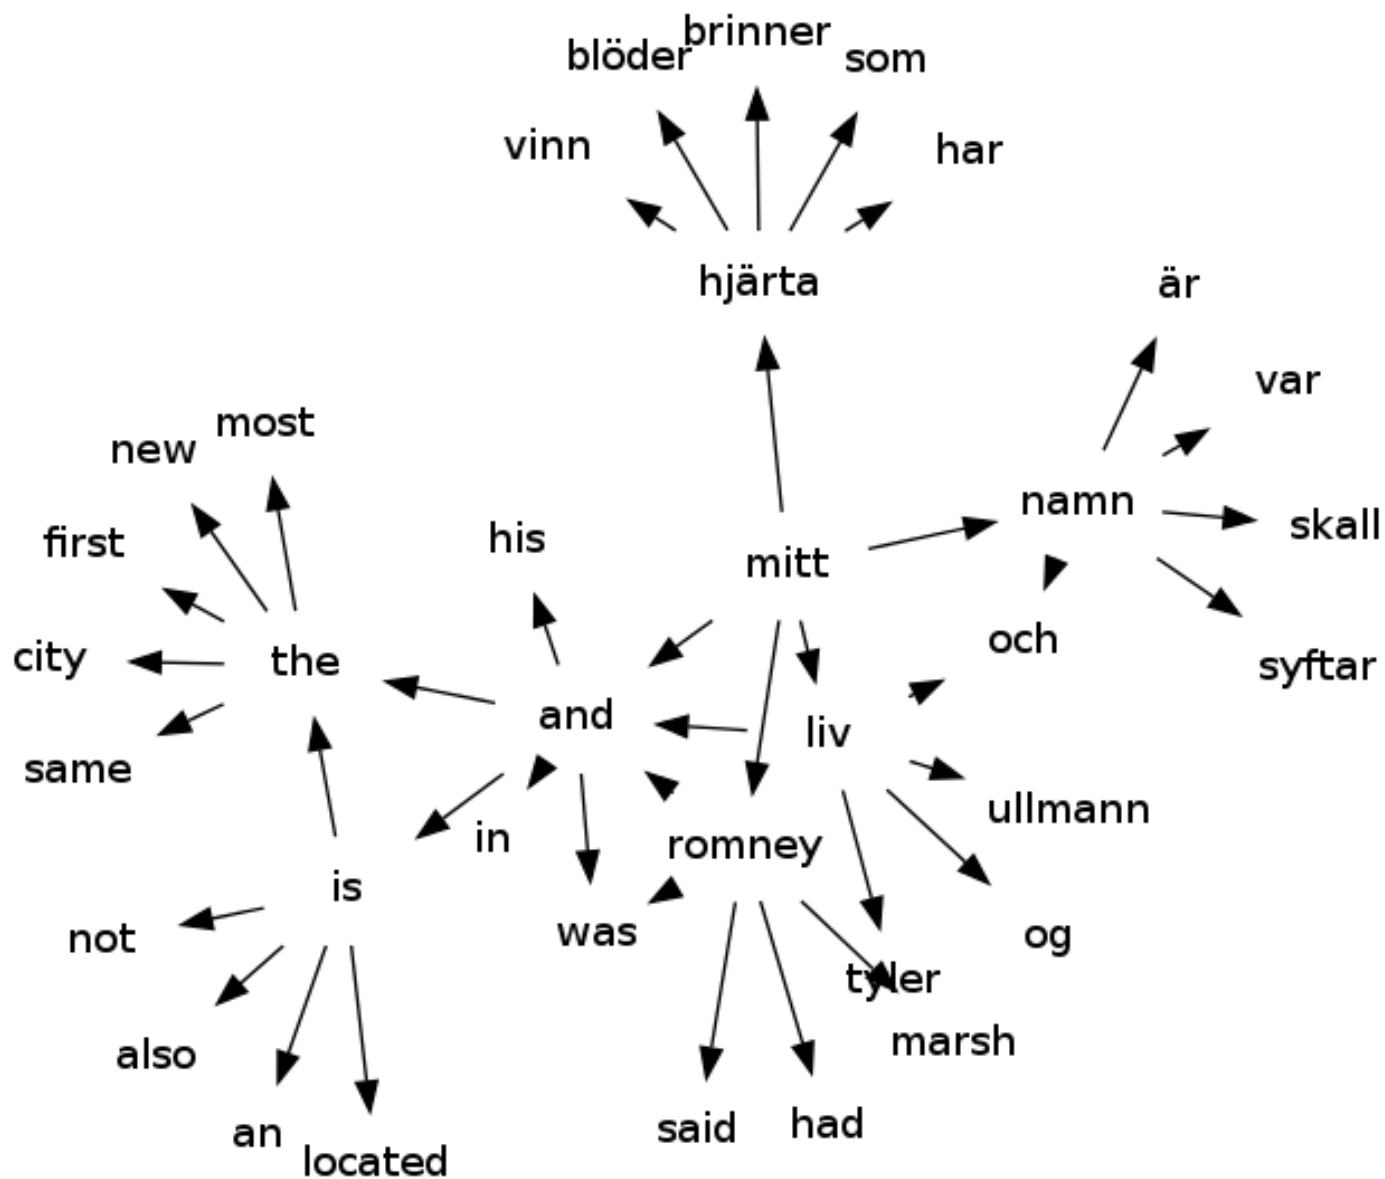 brinner
blöder
som
vinn
har
hjärta
är
var
most
new
namn
skall
first
his
mitt
och
city
the
syftar
same
and
liv
ullmann
in
romney
is
not
was
og
tyler
also
marsh
an
said
had
located